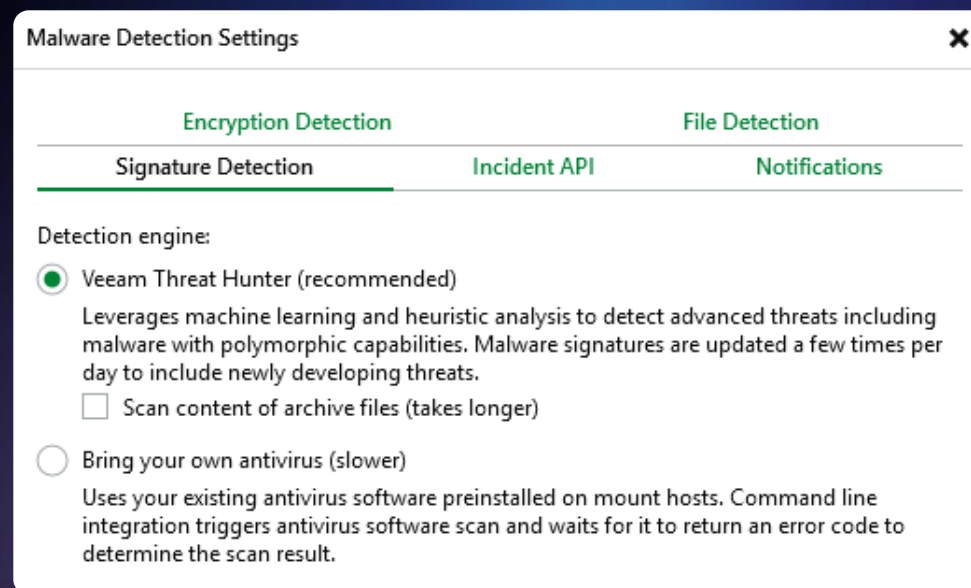 Malware Detection Settings
Encryption Detection
File Detection
Signature Detection
Incident API
Notifications
Detection engine:
Veeam Threat Hunter (recommended)
Leverages machine learning and heuristic analysis to detect advanced threats including
malware with polymorphic capabilities. Malware signatures are updated a few times per
day to include newly developing threats.
Scan content of archive files (takes longer)
Bring your own antivirus (slower)
Uses your existing antivirus software preinstalled on mount hosts. Command line
integration triggers antivirus software scan and waits for it to return an error code to
determine the scan result.